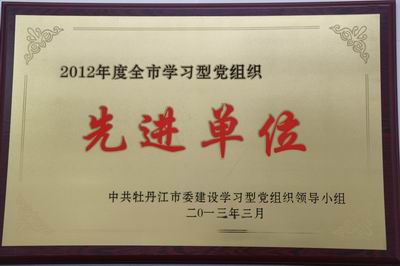 2012年度全市学习型党组织
先进单位
中共牡丹江市委建设学习型党组织领导小组
二〇一三年三月